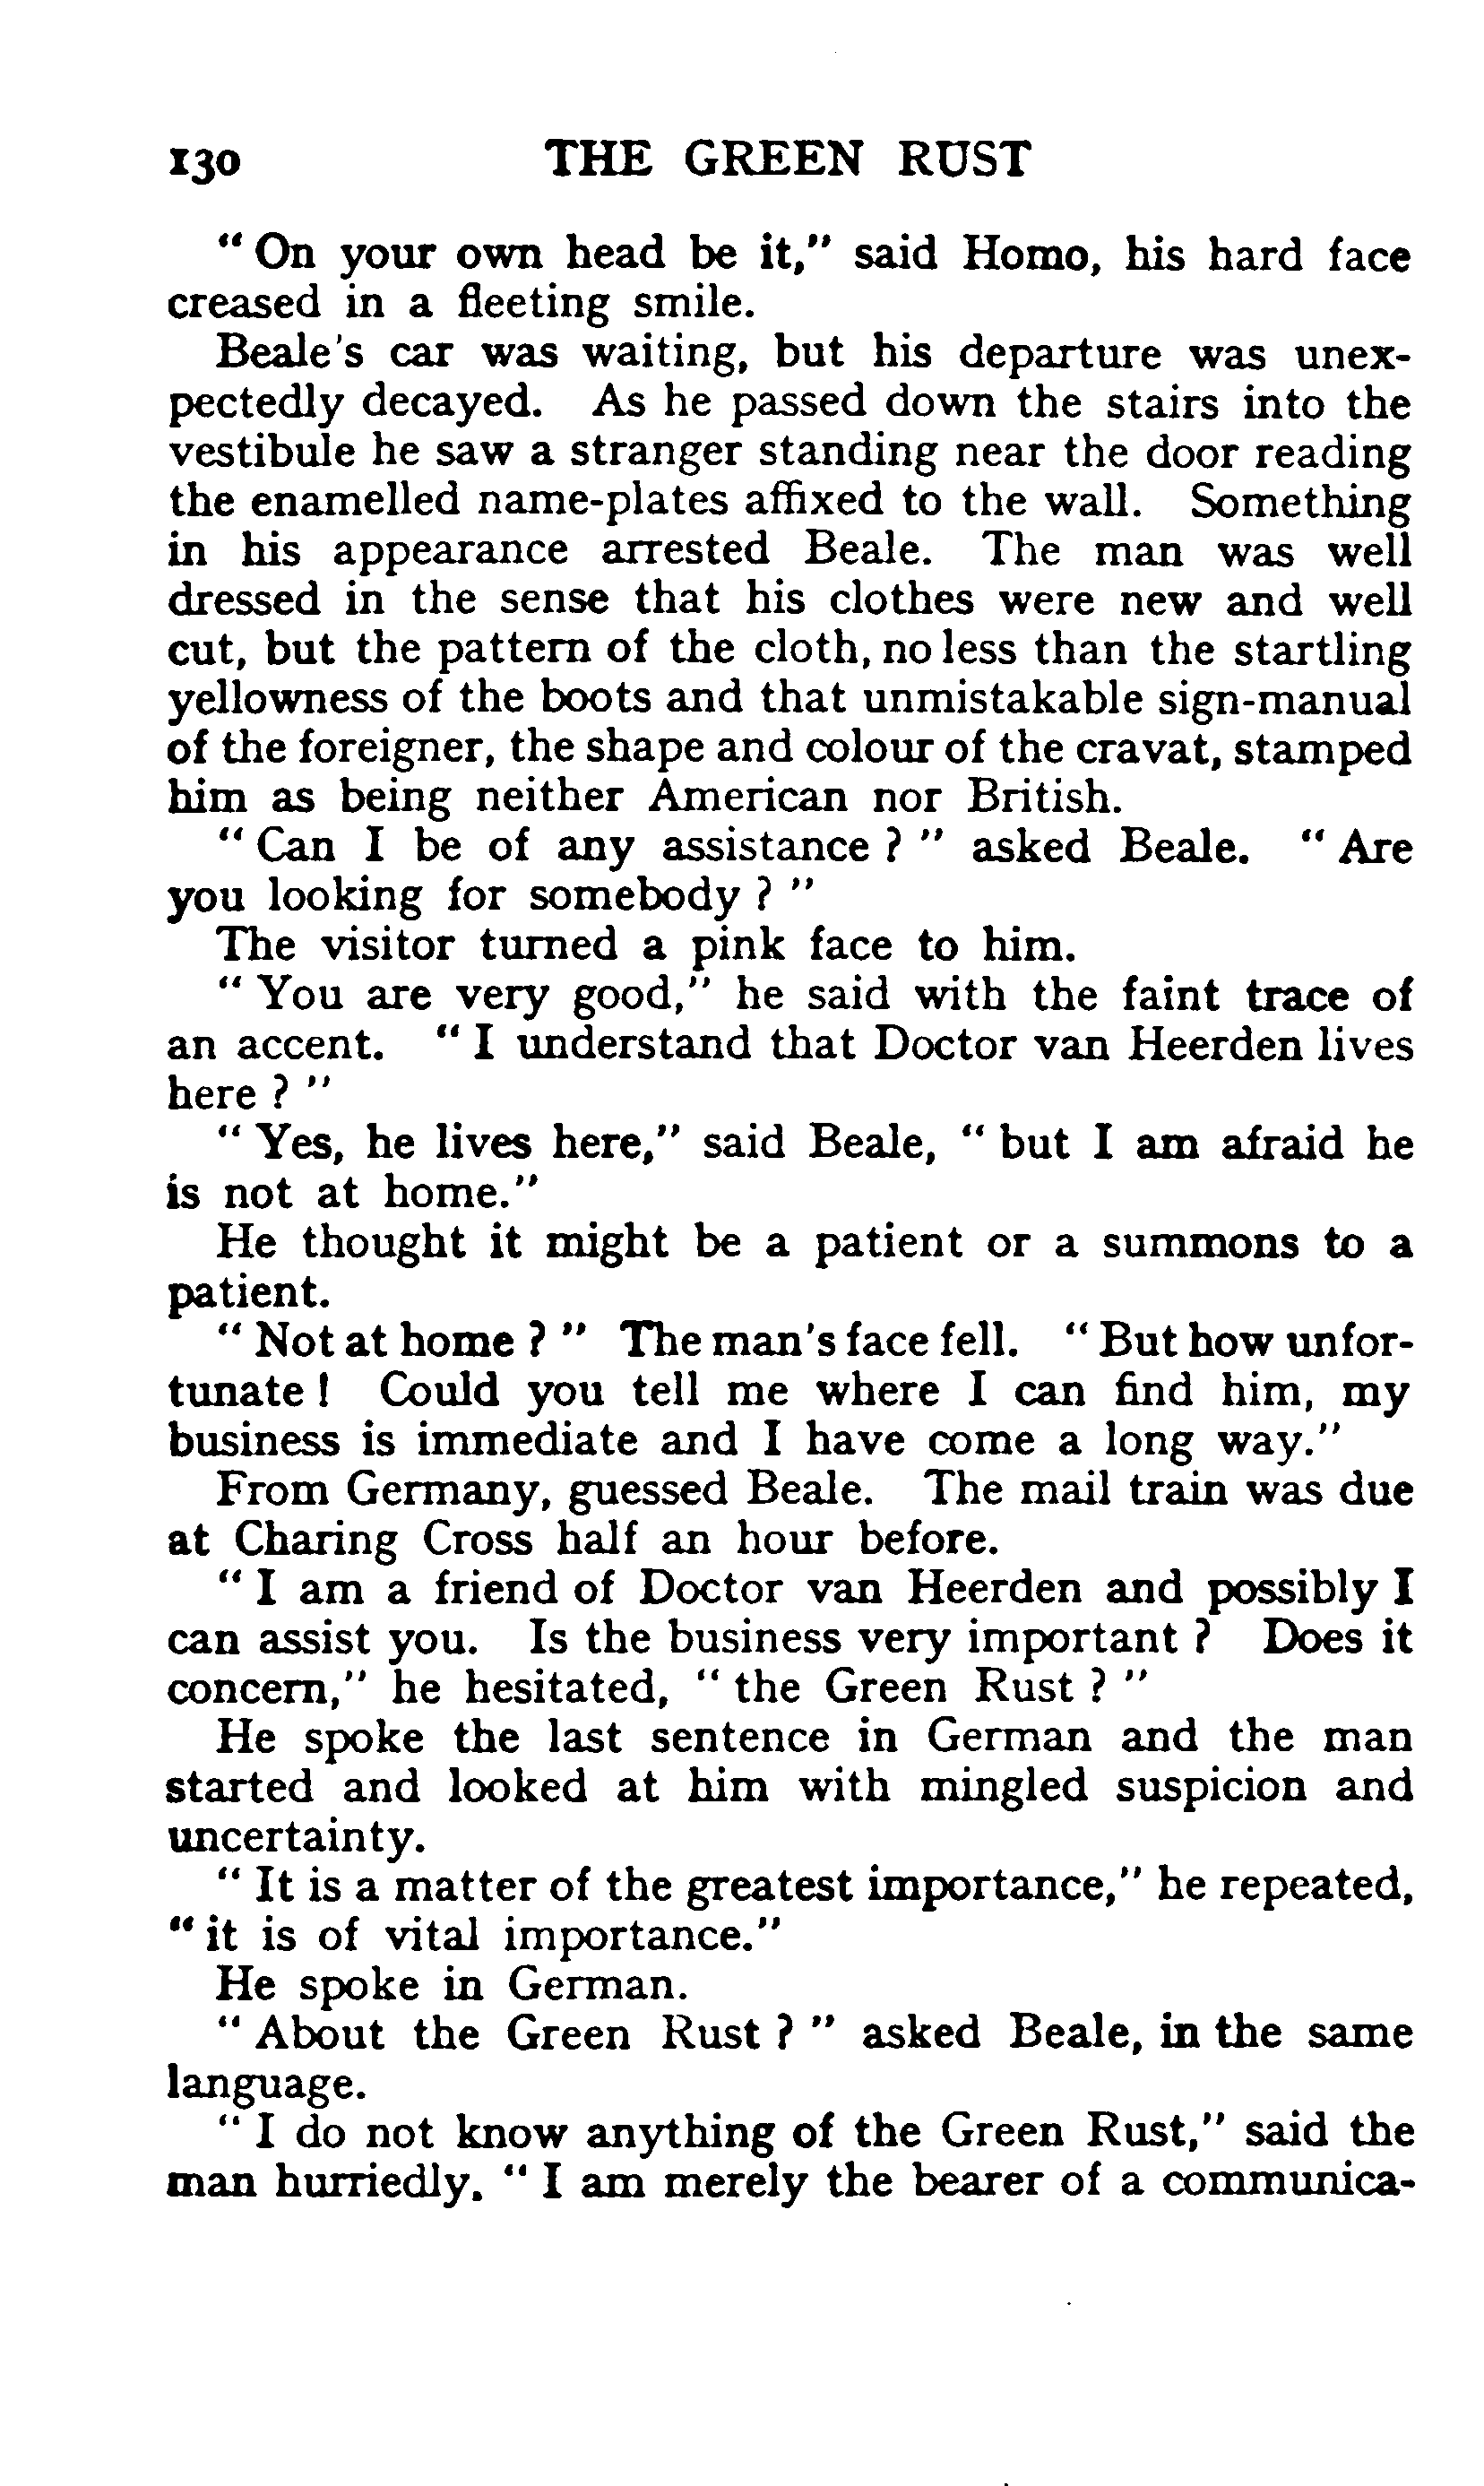 130 THE GREEN RUST
" On your own head be it," said Homo, his hard face
creased in a fleeting smile.
Beale's car was waiting, but his departure was unex-
pectedly decayed. As he passed down the stairs into the
vestibule he saw a stranger standing near the door reading
the enamelled name-plates affixed to the wall. Something
in his appearance arrested Beale. The man was well
dressed in the sense that his clothes were new and well
cut, but the pattern of the cloth, no less than the startling
yellowness of the boots and that unmistakable sign-manual
of the foreigner, the shape and colour of the cravat, stamped
him as being neither American nor British.
" Can I be of any assistance ? " asked Beale. " Are
you looking for somebody ? "
The visitor turned a pink face to him.
" You are very good," he said with the faint trace of
an accent. " I understand that Doctor van Heerden lives
here ? "
" Yes, he lives here," said Beale, " but I am afraid he
is not at home."
He thought it might be a patient or a summons to a
patient.
" Not at home ? " The man's face fell. " But how unfor-
tunate ! Could you tell me where I can find him, my
business is immediate and I have come a long way."
From Germany, guessed Beale. The mail train was due
at Charing Cross half an hour before.
" I am a friend of Doctor van Heerden and possibly I
can assist you. Is the business very important ? Does it
concern," he hesitated, " the Green Rust ? "
He spoke the last sentence in German and the man
started and looked at him with mingled suspicion and
uncertainty.
" It is a matter of the greatest importance," he repeated,
" it is of vital importance."
He spoke in German.
" About the Green Rust ? " asked Beale, in the same
language.
" I do not know anything of the Green Rust," said the
man hurriedly. " I am merely the bearer of a communica-